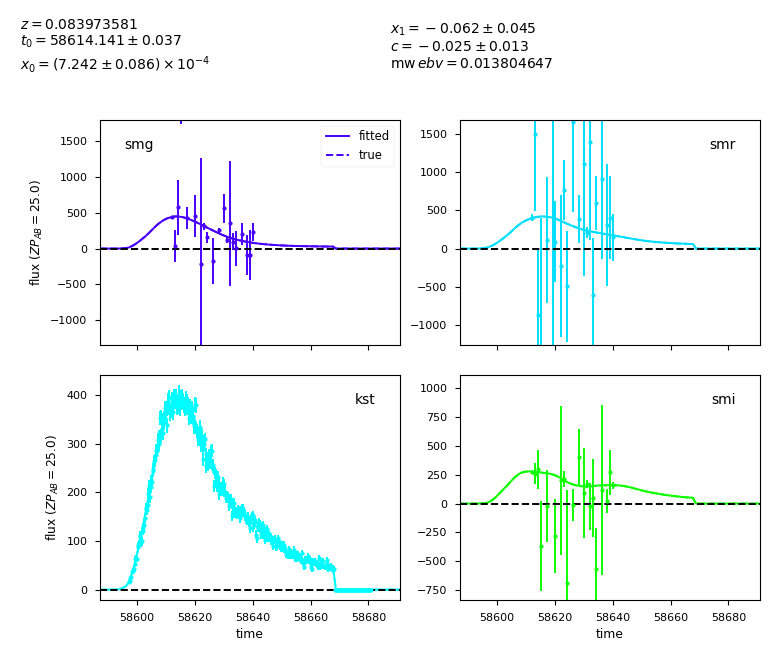 z = 0.083973581
t₀ = 58614.141 ± 0.037
x₀ = (7.242 ± 0.086) × 10⁻⁴
x₁ = −0.062 ± 0.045
c = −0.025 ± 0.013
mw ebv = 0.013804647
smg
fitted
true
1500
1000
500
0
−500
−1000
flux (ZP_AB = 25.0)
smr
1500
1000
500
0
−500
−1000
kst
400
300
200
100
0
flux (ZP_AB = 25.0)
58600 58620 58640 58660 58680
time
smi
1000
750
500
250
0
−250
−500
−750
58600 58620 58640 58660 58680
time